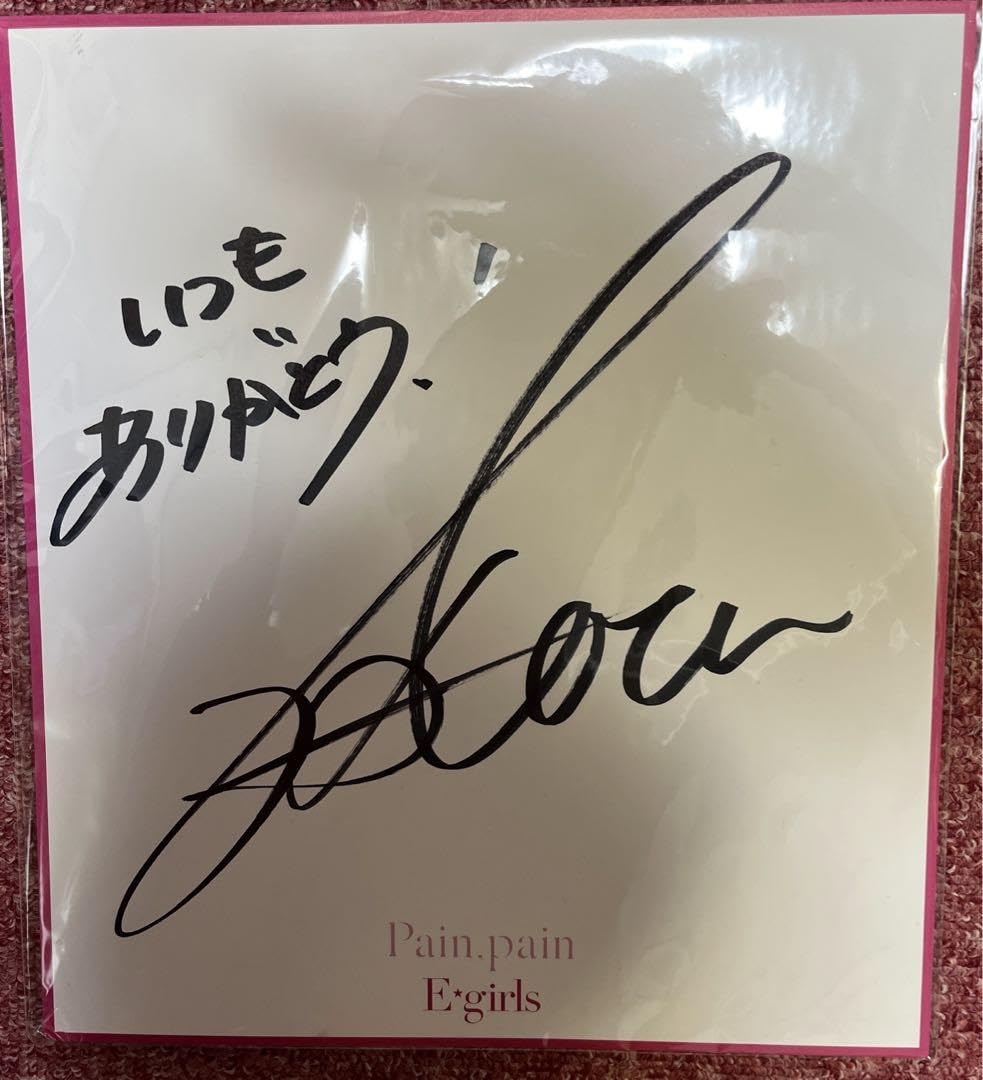 いつも
ありがとう.
Pain, pain
E★girls